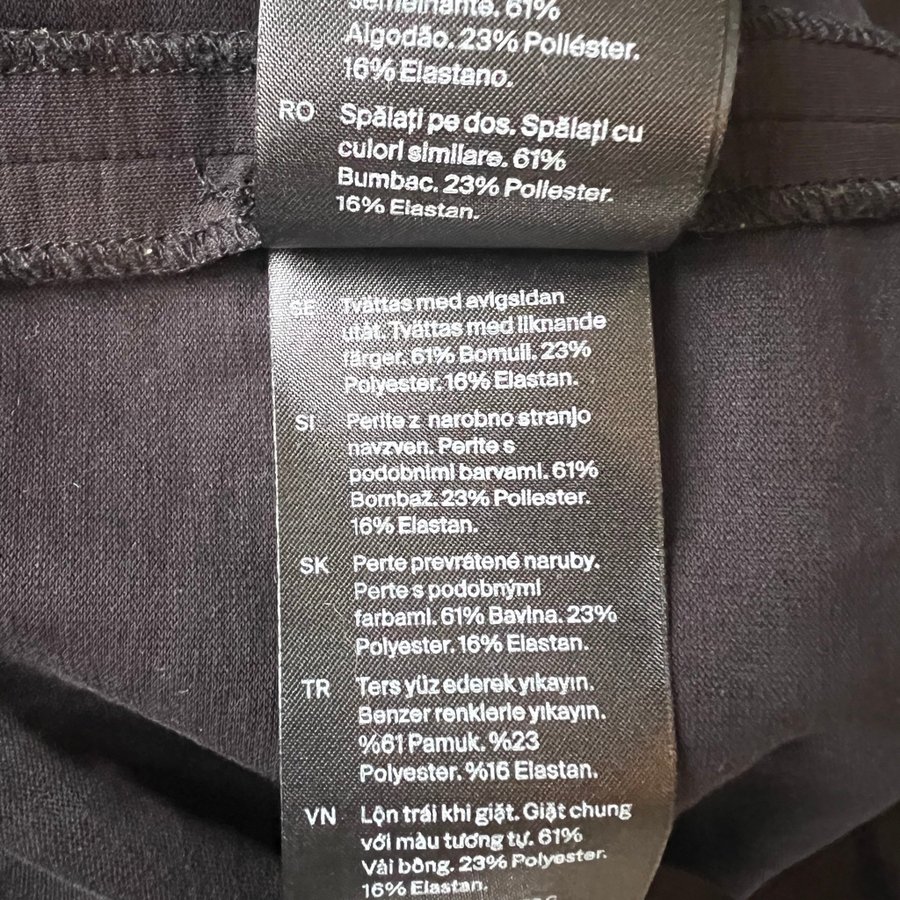 semelhante. 61%
Algodão. 23% Poliéster.
16% Elastano.
RO Spălați pe dos. Spălați cu
culori similare. 61%
Bumbac. 23% Poliester.
16% Elastan.
SE Tvättas med avigsidan
utåt. Tvättas med liknande
färger. 61% Bomull. 23%
Polyester. 16% Elastan.
SI Perite z narobno stranjo
navzven. Perite s
podobnimi barvami. 61%
Bombaž. 23% Poliester.
16% Elastan.
SK Perte prevrátené naruby.
Perte s podobnými
farbami. 61% Bavlna. 23%
Polyester. 16% Elastan.
TR Ters yüz ederek yıkayın.
Benzer renklerle yıkayın.
%61 Pamuk. %23
Polyester. %16 Elastan.
VN Lộn trái khi giặt. Giặt chung
với màu tương tự. 61%
Vải bông. 23% Polyester.
16% Elastan.